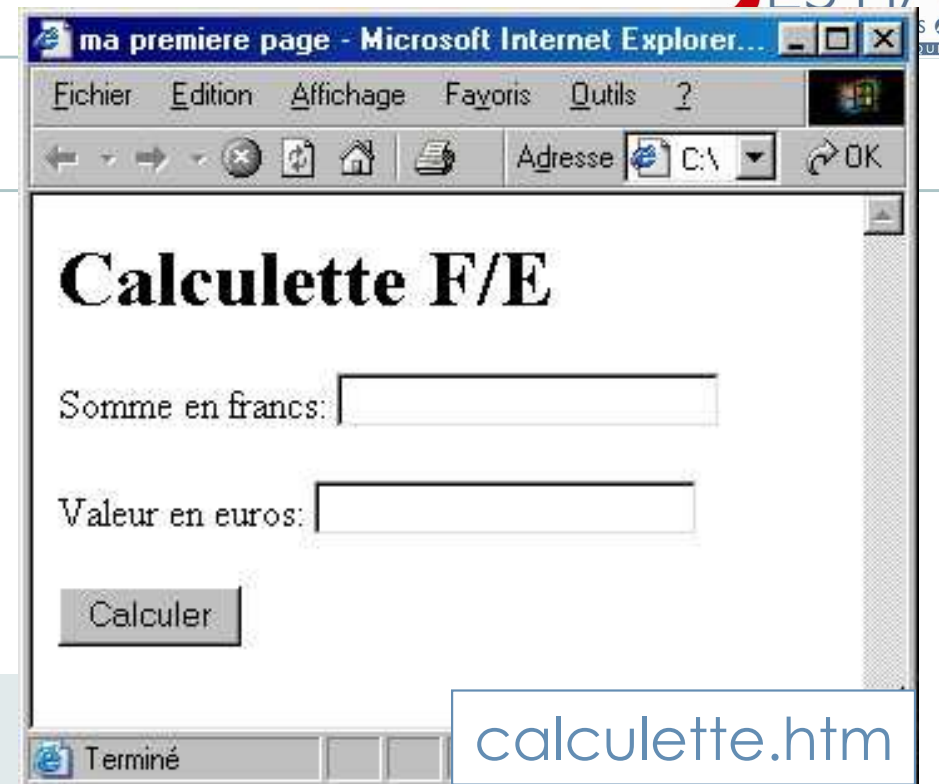 ma premiere page - Microsoft Internet Explorer...
Fichier Edition Affichage Favoris Outils ?
Adresse C:\ OK
Calculette F/E
Somme en francs:
Valeur en euros:
Calculer
calculette.htm
Terminé